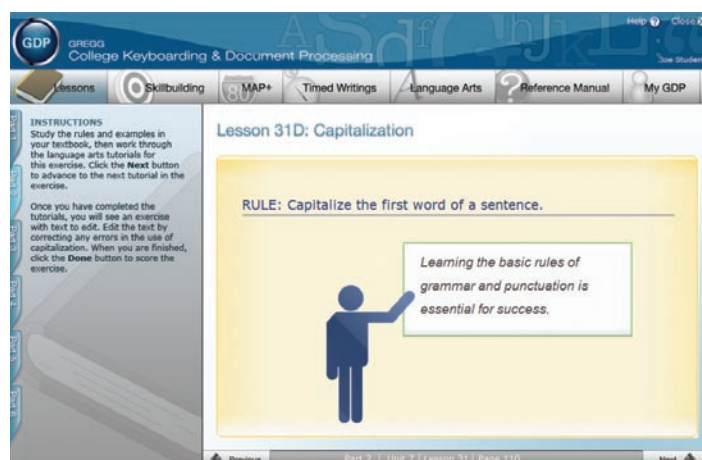 Help ? Close X
GDP
GREGG
College Keyboarding & Document Processing
Joe Student
Lessons Skillbuilding MAP+ Timed Writings Language Arts Reference Manual My GDP
INSTRUCTIONS
Study the rules and examples in
your textbook, then work through
the language arts tutorials for
this exercise. Click the Next button
to advance to the next tutorial in the
exercise.
Once you have completed the
tutorials, you will see an exercise
with text to edit. Edit the text by
correcting any errors in the use of
capitalization. When you are finished,
click the Done button to score the
exercise.
Lesson 31D: Capitalization
RULE: Capitalize the first word of a sentence.
Learning the basic rules of
grammar and punctuation is
essential for success.
Previous Part 2 | Unit 7 | Lesson 31 | Page 110 Next